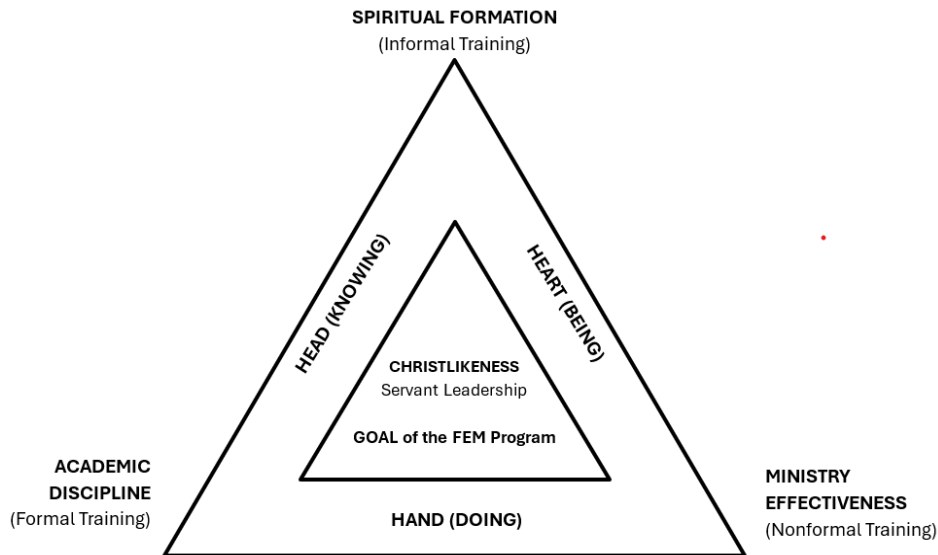 SPIRITUAL FORMATION
(Informal Training)
HEAD (KNOWING)
HEART (BEING)
CHRISTLIKENESS
Servant Leadership
GOAL of the FEM Program
ACADEMIC
DISCIPLINE
(Formal Training)
HAND (DOING)
MINISTRY
EFFECTIVENESS
(Nonformal Training)